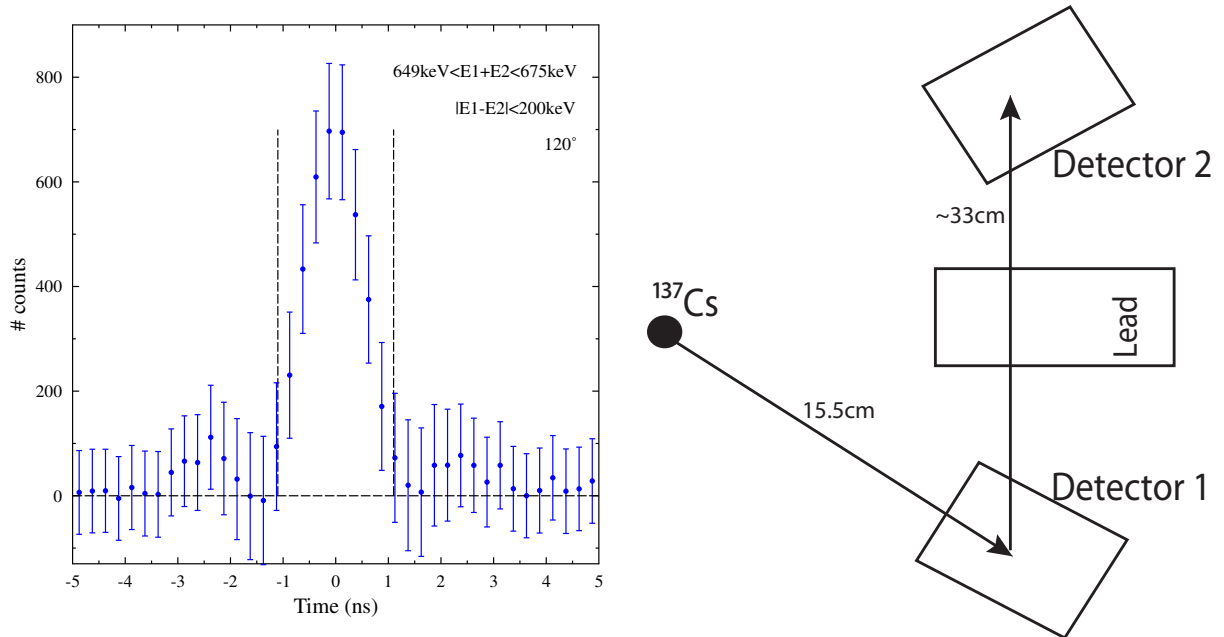 649keV<E1+E2<675keV
|E1-E2|<200keV
120°
# counts
800
600
400
200
0
-5 -4 -3 -2 -1 0 1 2 3 4 5
Time (ns)
Detector 2
~33cm
137Cs
Lead
15.5cm
Detector 1